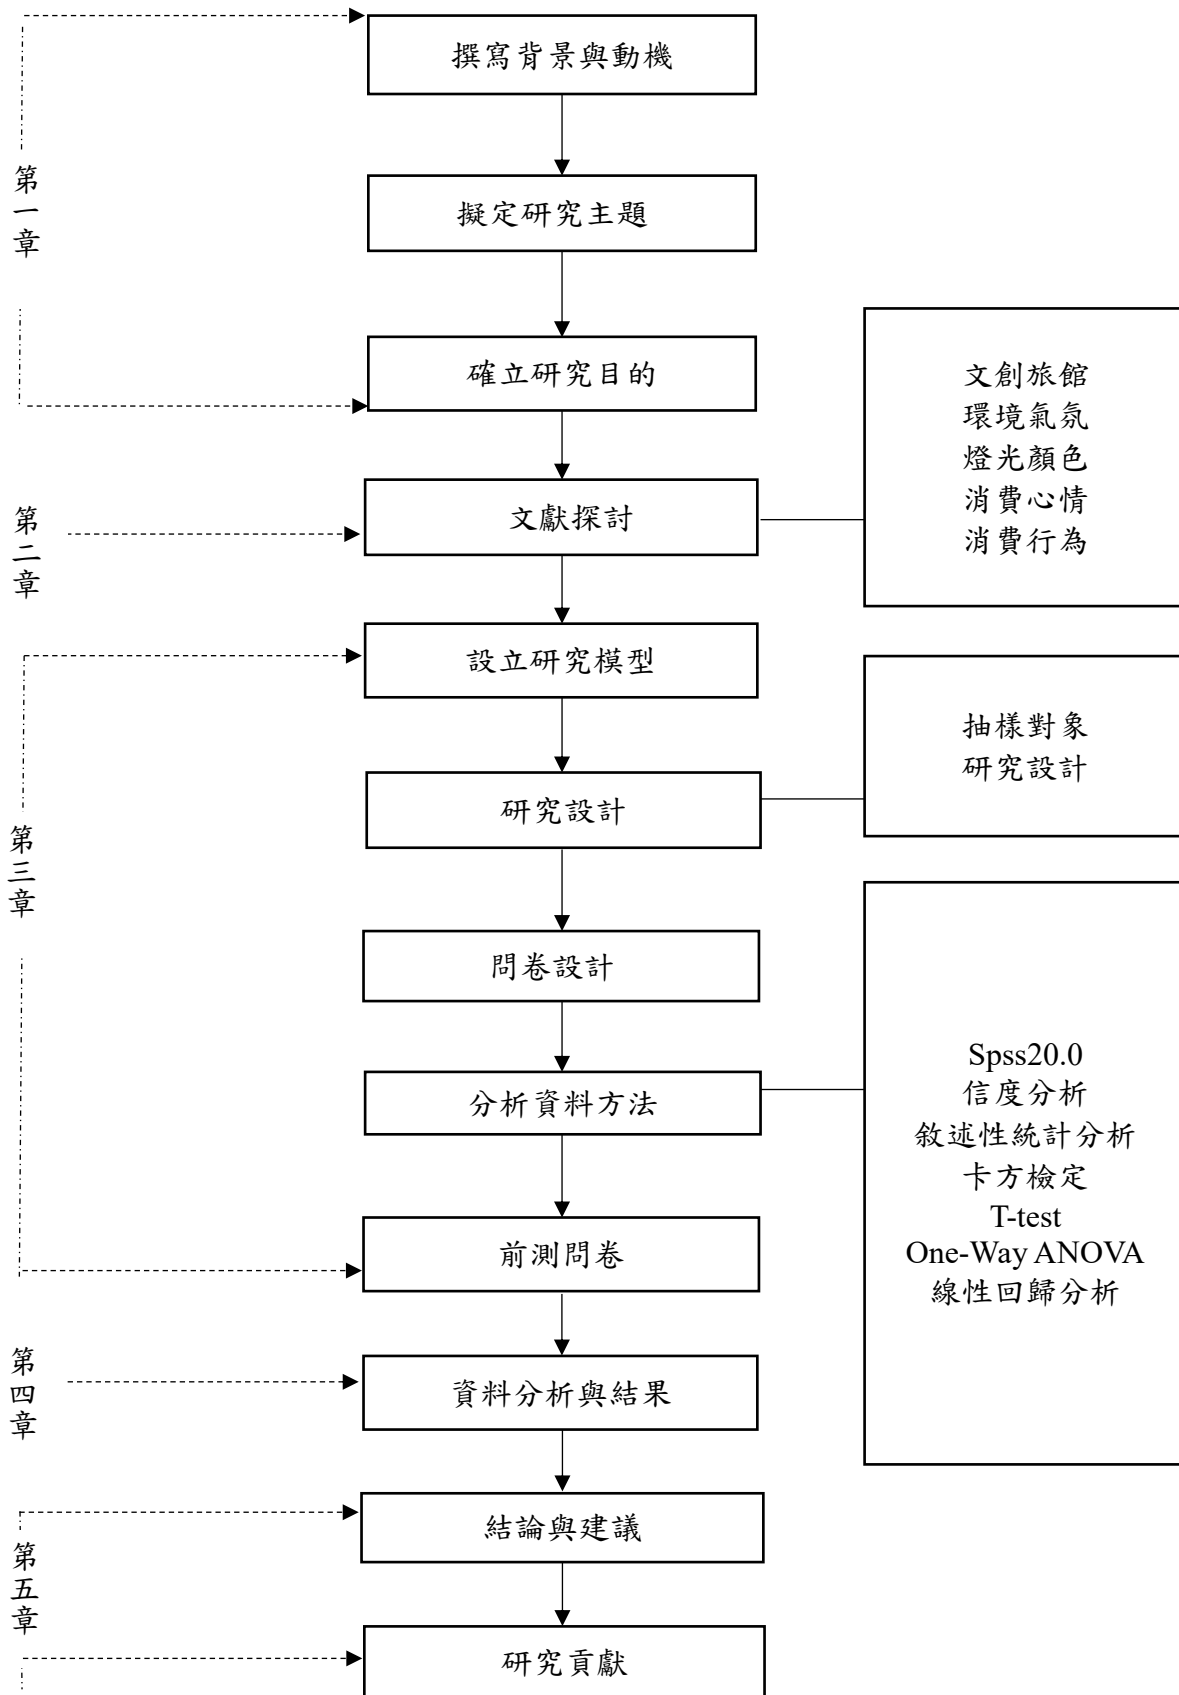 撰寫背景與動機
第一章
擬定研究主題
確立研究目的
文創旅館
環境氣氛
燈光顏色
消費心情
消費行為
第二章
文獻探討
設立研究模型
抽樣對象
研究設計
研究設計
第三章
問卷設計
分析資料方法
Spss20.0
信度分析
敘述性統計分析
卡方檢定
T-test
One-Way ANOVA
線性回歸分析
前測問卷
第四章
資料分析與結果
結論與建議
第五章
研究貢獻